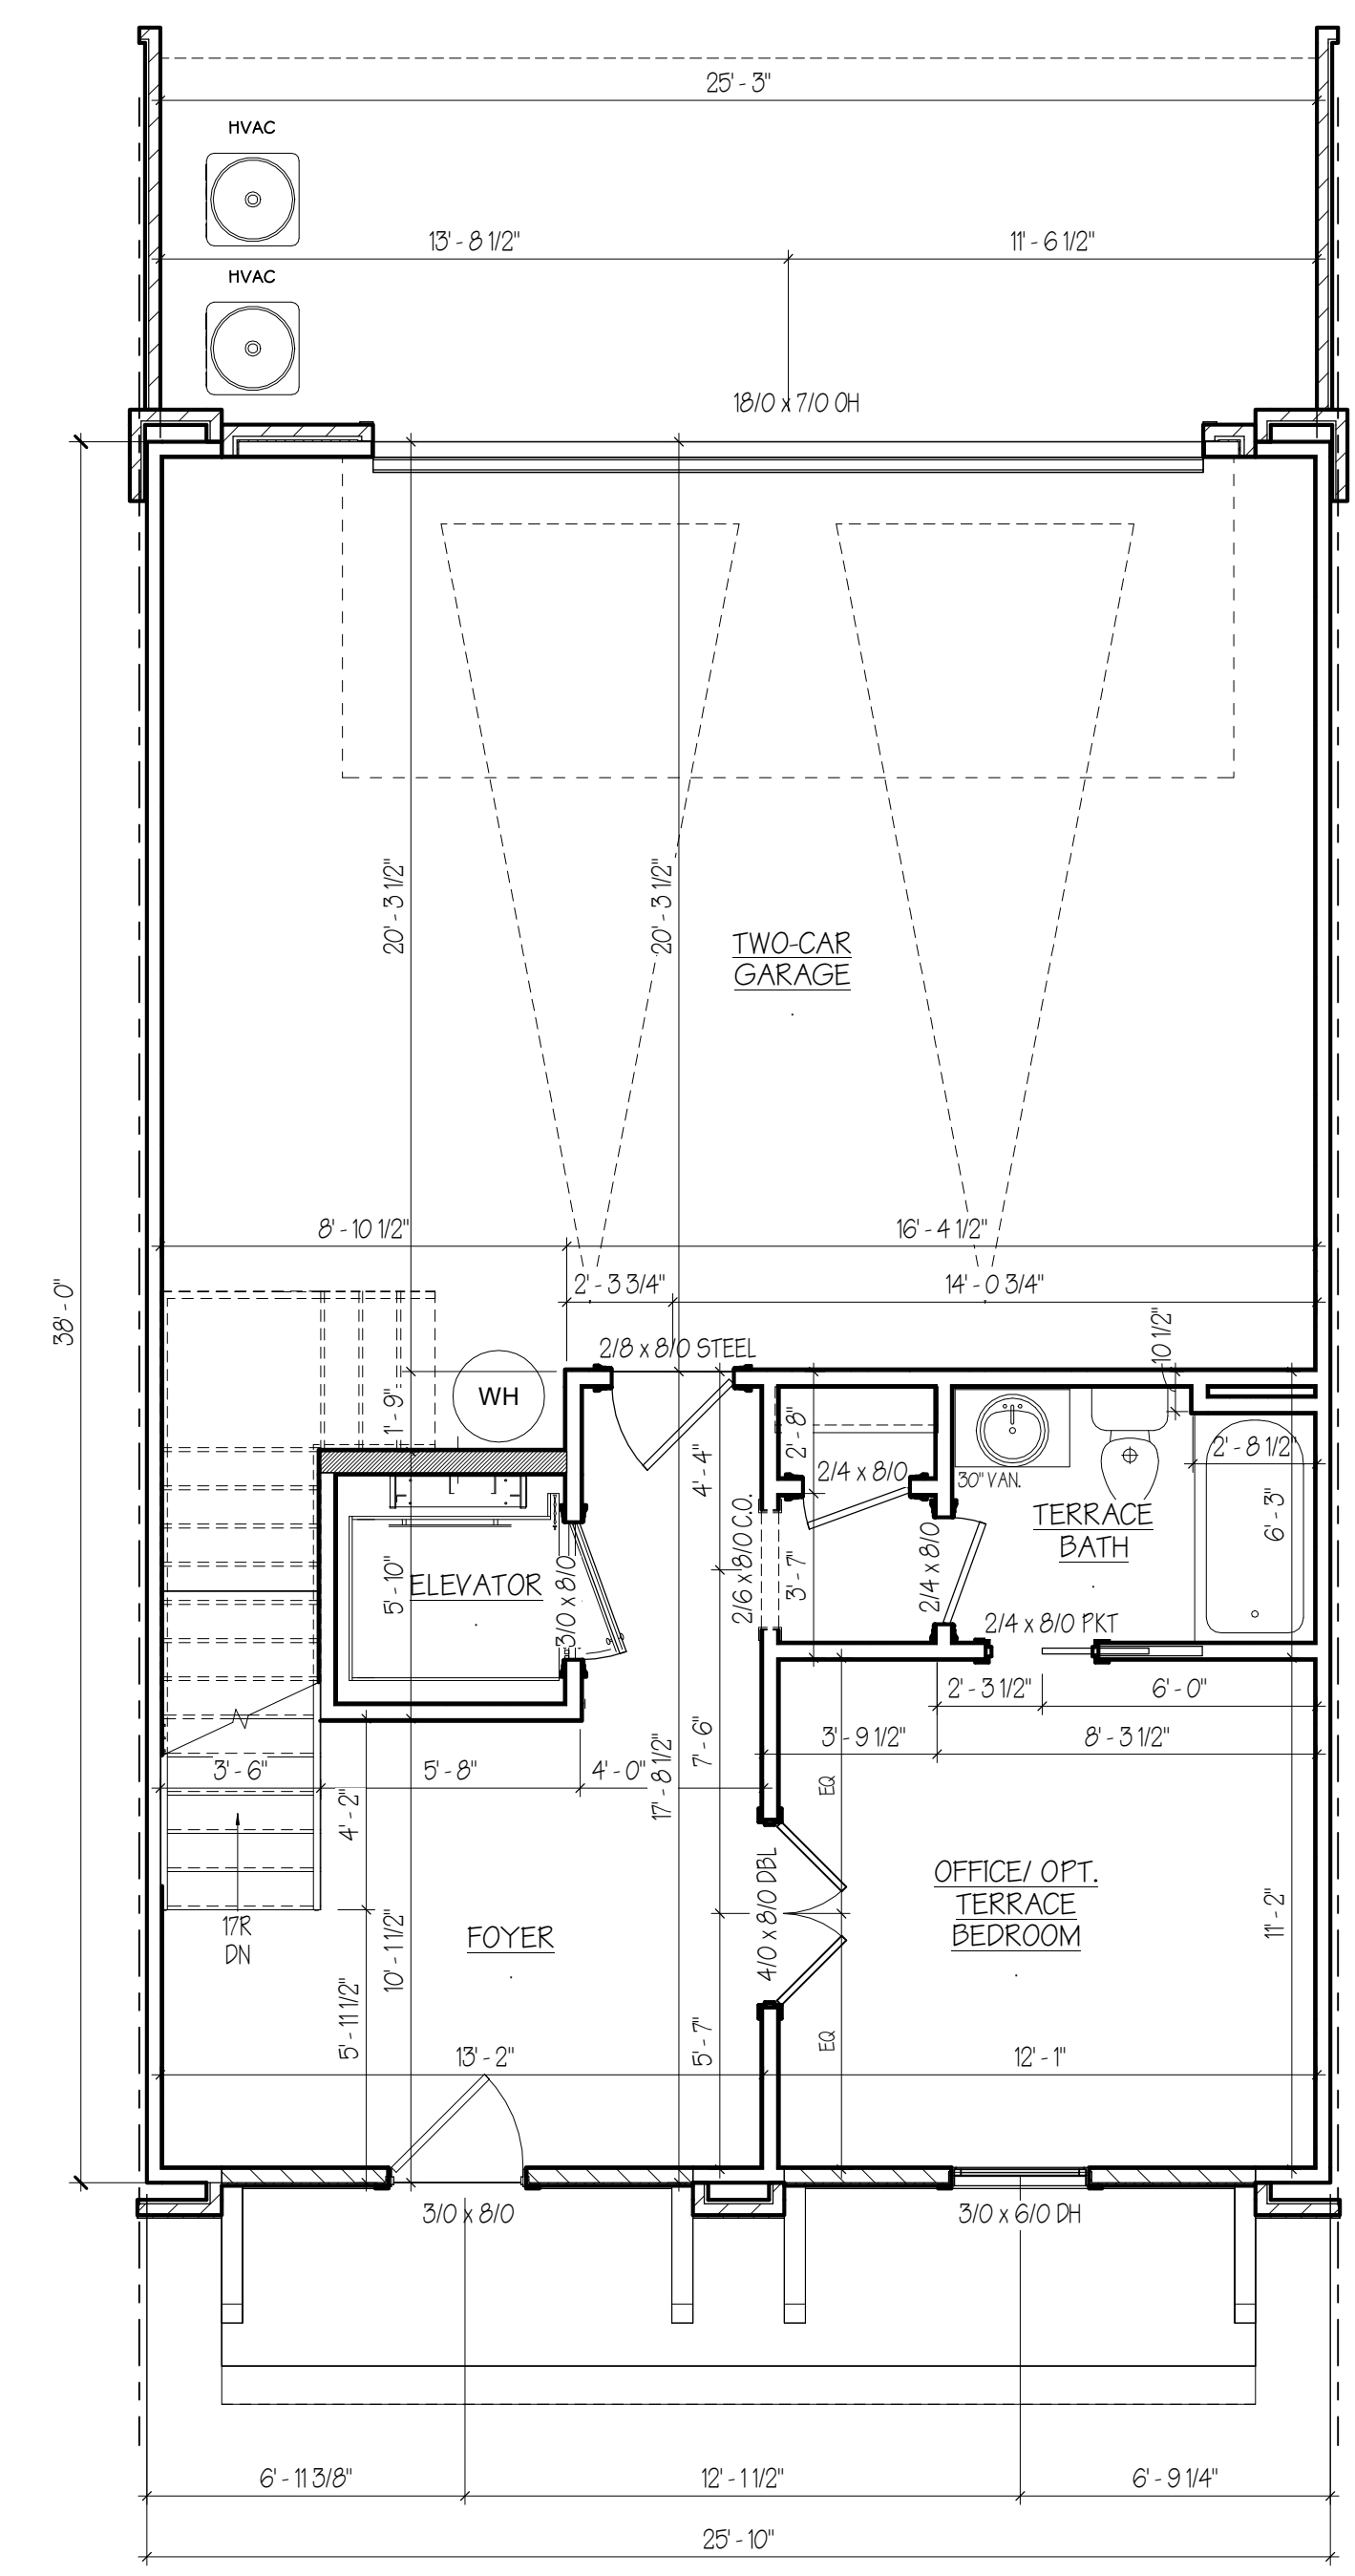 25' - 3"
HVAC
13' - 8 1/2"
11' - 6 1/2"
HVAC
18/0 x 7/0 OH
20' - 3 1/2"
20' - 3 1/2"
TWO-CAR
GARAGE
8' - 10 1/2"
16' - 4 1/2"
2' - 3 3/4"
14' - 0 3/4"
38' - 0"
2/8 x 8/0 STEEL
10 1/2"
WH
1' - 9"
4' - 4"
2' - 8"
2/4 x 8/0
30" VAN.
2' - 8 1/2"
6' - 3"
TERRACE
BATH
2/6 x 8/0 C.O.
3' - 7"
2/4 x 8/0
5' - 10"
ELEVATOR
3/0 x 8/0
2/4 x 8/0 PKT
2' - 3 1/2"
6' - 0"
3' - 9 1/2"
8' - 3 1/2"
3' - 6"
5' - 8"
4' - 0"
17' - 8 1/2"
7' - 6"
EQ
4' - 2"
4/0 x 8/0 DBL
OFFICE/ OPT.
TERRACE
BEDROOM
11' - 2"
17R
DN
FOYER
10' - 11 1/2"
5' - 11 1/2"
5' - 7"
EQ
13' - 2"
12' - 1"
3/0 x 8/0
3/0 x 6/0 DH
6' - 11 3/8"
12' - 1 1/2"
6' - 9 1/4"
25' - 10"